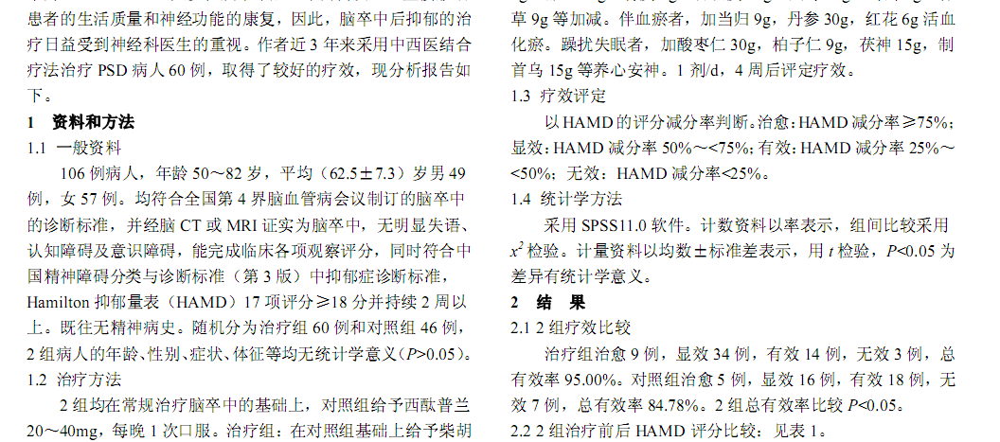 患者的生活质量和神经功能的康复，因此，脑卒中后抑郁的治
疗日益受到神经科医生的重视。作者近 3 年来采用中西医结合
疗法治疗 PSD 病人 60 例，取得了较好的疗效，现分析报告如
下。
1 资料和方法
1.1 一般资料
106 例病人，年龄 50～82 岁，平均（62.5±7.3）岁男 49
例，女 57 例。均符合全国第 4 界脑血管病会议制订的脑卒中
的诊断标准，并经脑 CT 或 MRI 证实为脑卒中，无明显失语、
认知障碍及意识障碍，能完成临床各项观察评分，同时符合中
国精神障碍分类与诊断标准（第 3 版）中抑郁症诊断标准，
Hamilton 抑郁量表（HAMD）17 项评分≥18 分并持续 2 周以
上。既往无精神病史。随机分为治疗组 60 例和对照组 46 例，
2 组病人的年龄、性别、症状、体征等均无统计学意义（P>0.05）。
1.2 治疗方法
2 组均在常规治疗脑卒中的基础上，对照组给予西酞普兰
20～40mg，每晚 1 次口服。治疗组：在对照组基础上给予柴胡
草 9g 等加减。伴血瘀者，加当归 9g，丹参 30g，红花 6g 活血
化瘀。躁扰失眠者，加酸枣仁 30g，柏子仁 9g，茯神 15g，制
首乌 15g 等养心安神。1 剂/d，4 周后评定疗效。
1.3 疗效评定
以 HAMD 的评分减分率判断。治愈：HAMD 减分率≥75%；
显效：HAMD 减分率 50%～<75%；有效：HAMD 减分率 25%～
<50%；无效：HAMD 减分率<25%。
1.4 统计学方法
采用 SPSS11.0 软件。计数资料以率表示，组间比较采用
x² 检验。计量资料以均数±标准差表示，用 t 检验，P<0.05 为
差异有统计学意义。
2 结 果
2.1 2 组疗效比较
治疗组治愈 9 例，显效 34 例，有效 14 例，无效 3 例，总
有效率 95.00%。对照组治愈 5 例，显效 16 例，有效 18 例，无
效 7 例，总有效率 84.78%。2 组总有效率比较 P<0.05。
2.2 2 组治疗前后 HAMD 评分比较：见表 1。